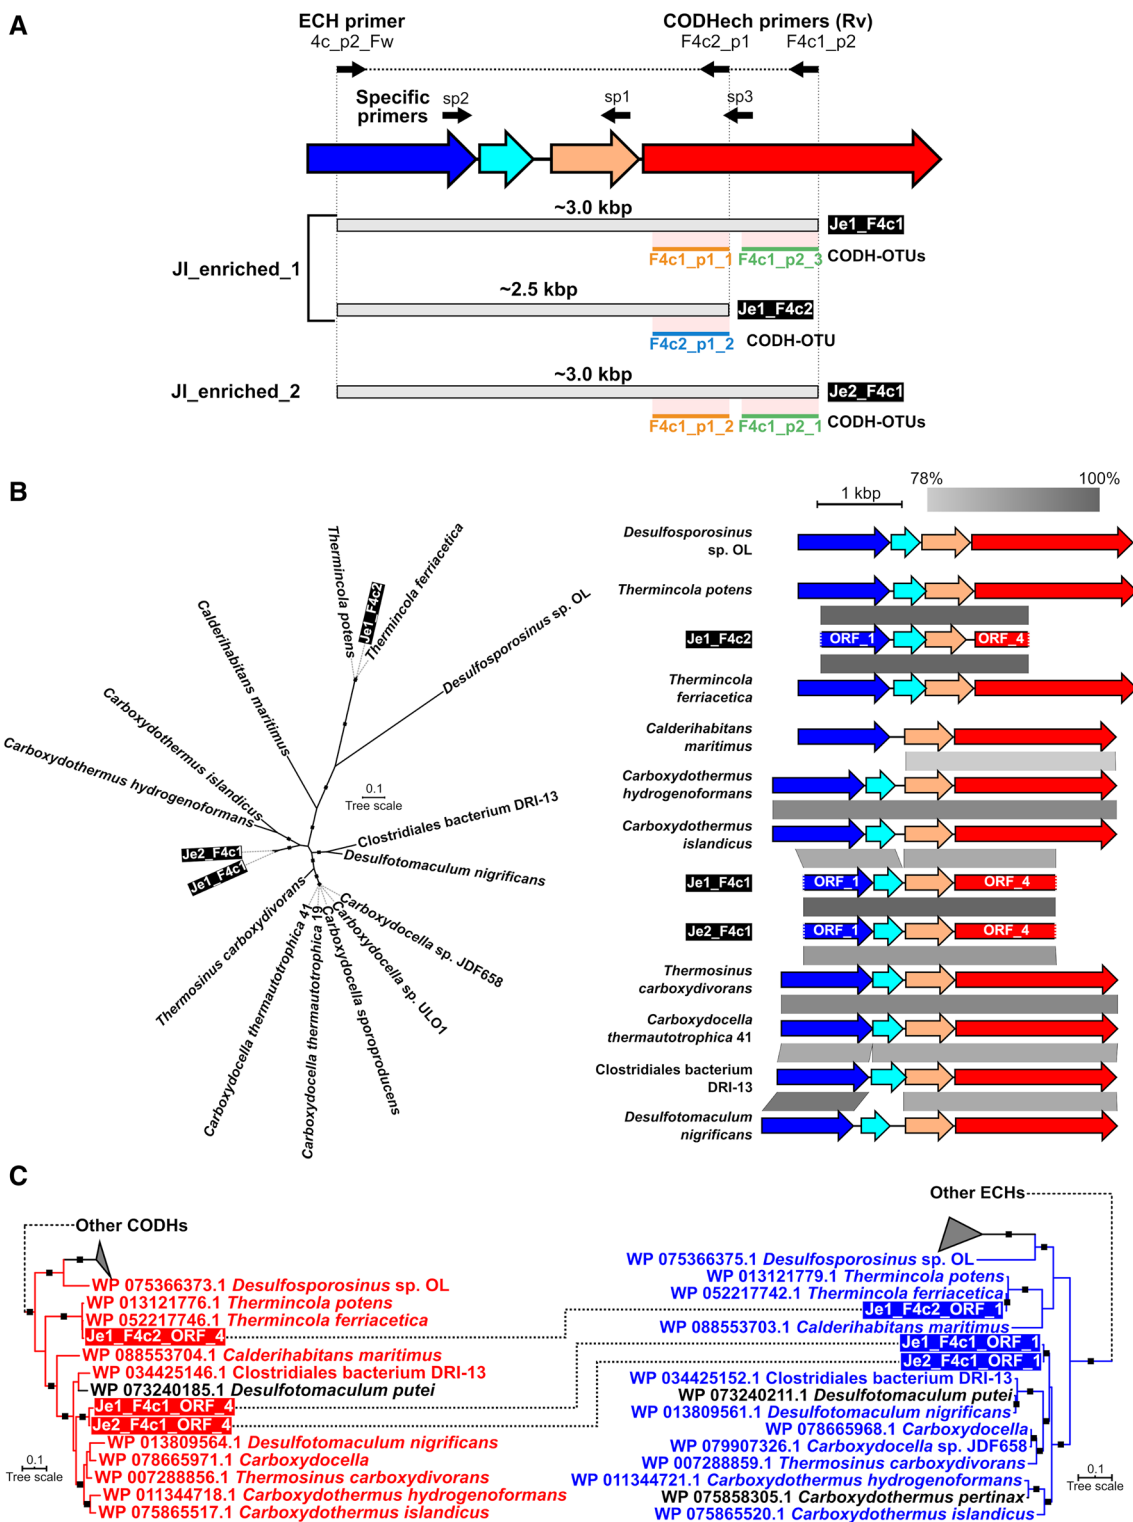 A
ECH primer
4c_p2_Fw
CODHech primers (Rv)
F4c2_p1
F4c1_p2
Specific
primers
sp2
sp1
sp3
~3.0 kbp
Je1_F4c1
F4c1_p1_1
F4c1_p2_3
CODH-OTUs
JI_enriched_1
~2.5 kbp
Je1_F4c2
F4c2_p1_2
CODH-OTU
~3.0 kbp
JI_enriched_2
Je2_F4c1
F4c1_p1_2
F4c1_p2_1
CODH-OTUs
B
Thermincola potens
Je1_F4c2
Thermincola ferriacetica
Desulfosporosinus sp. OL
Calderihabitans maritimus
Carboxydothermus islandicus
Carboxydothermus hydrogenoformans
0.1
Tree scale
Clostridiales bacterium DRI-13
Desulfotomaculum nigrificans
Je2_F4c1
Je1_F4c1
Thermosinus carboxydivorans
Carboxydocella thermautotrophica 41
Carboxydocella thermautotrophica 19
Carboxydocella sporoproducens
Carboxydocella sp. ULO1
Carboxydocella sp. JDF658
1 kbp
78%
100%
Desulfosporosinus
sp. OL
Thermincola potens
Je1_F4c2
ORF_1
ORF_4
Thermincola
ferriacetica
Calderihabitans
maritimus
Carboxydothermus
hydrogenoformans
Carboxydothermus
islandicus
Je1_F4c1
ORF_1
ORF_4
Je2_F4c1
ORF_1
ORF_4
Thermosinus
carboxydivorans
Carboxydocella
thermautotrophica 41
Clostridiales bacterium
DRI-13
Desulfotomaculum
nigrificans
C
Other CODHs
WP 075366373.1 Desulfosporosinus sp. OL
WP 013121776.1 Thermincola potens
WP 052217746.1 Thermincola ferriacetica
Je1_F4c2_ORF_4
WP 088553704.1 Calderihabitans maritimus
WP 034425146.1 Clostridiales bacterium DRI-13
WP 073240185.1 Desulfotomaculum putei
Je1_F4c1_ORF_4
Je2_F4c1_ORF_4
WP 013809564.1 Desulfotomaculum nigrificans
WP 078665971.1 Carboxydocella
WP 007288856.1 Thermosinus carboxydivorans
WP 011344718.1 Carboxydothermus hydrogenoformans
WP 075865517.1 Carboxydothermus islandicus
0.1
Tree scale
Other ECHs
WP 075366375.1 Desulfosporosinus sp. OL
WP 013121779.1 Thermincola potens
WP 052217742.1 Thermincola ferriacetica
Je1_F4c2_ORF_1
WP 088553703.1 Calderihabitans maritimus
Je1_F4c1_ORF_1
Je2_F4c1_ORF_1
WP 034425152.1 Clostridiales bacterium DRI-13
WP 073240211.1 Desulfotomaculum putei
WP 013809561.1 Desulfotomaculum nigrificans
WP 078665968.1 Carboxydocella
WP 079907326.1 Carboxydocella sp. JDF658
WP 007288859.1 Thermosinus carboxydivorans
WP 011344721.1 Carboxydothermus hydrogenoformans
WP 075858305.1 Carboxydothermus pertinax
WP 075865520.1 Carboxydothermus islandicus
0.1
Tree scale